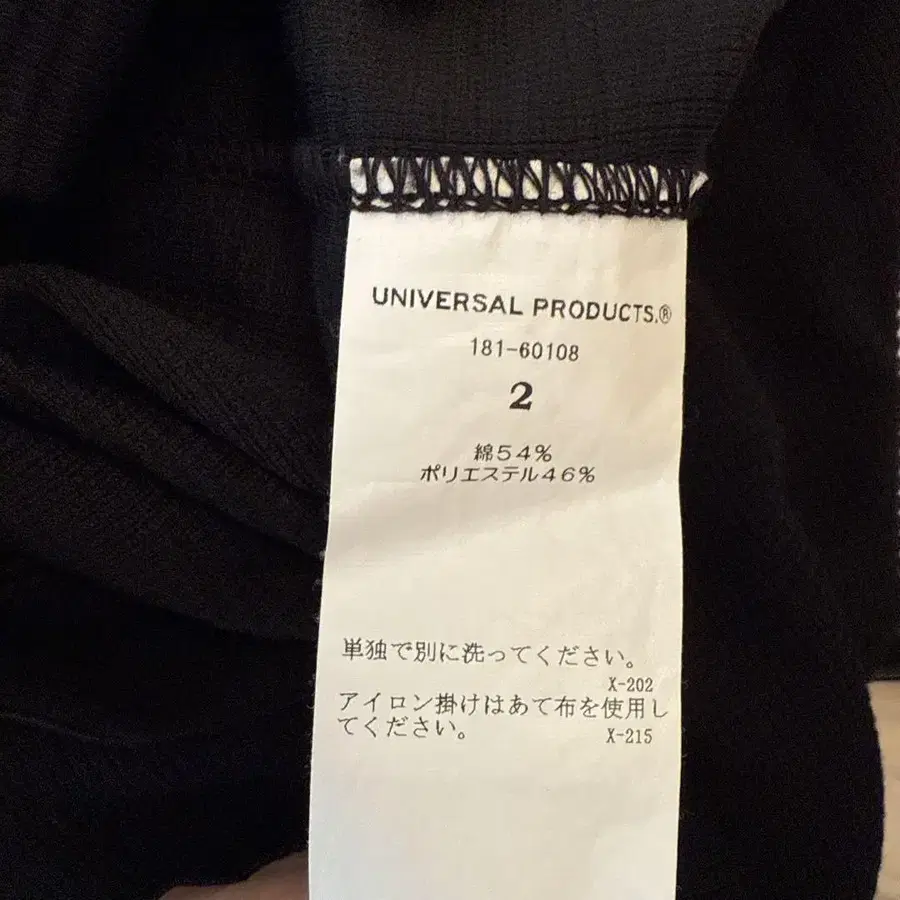 UNIVERSAL PRODUCTS.®
181-60108
2
綿54%
ポリエステル46%
単独で別に洗ってください。
X-202
アイロン掛けはあて布を使用し
てください。
X-215